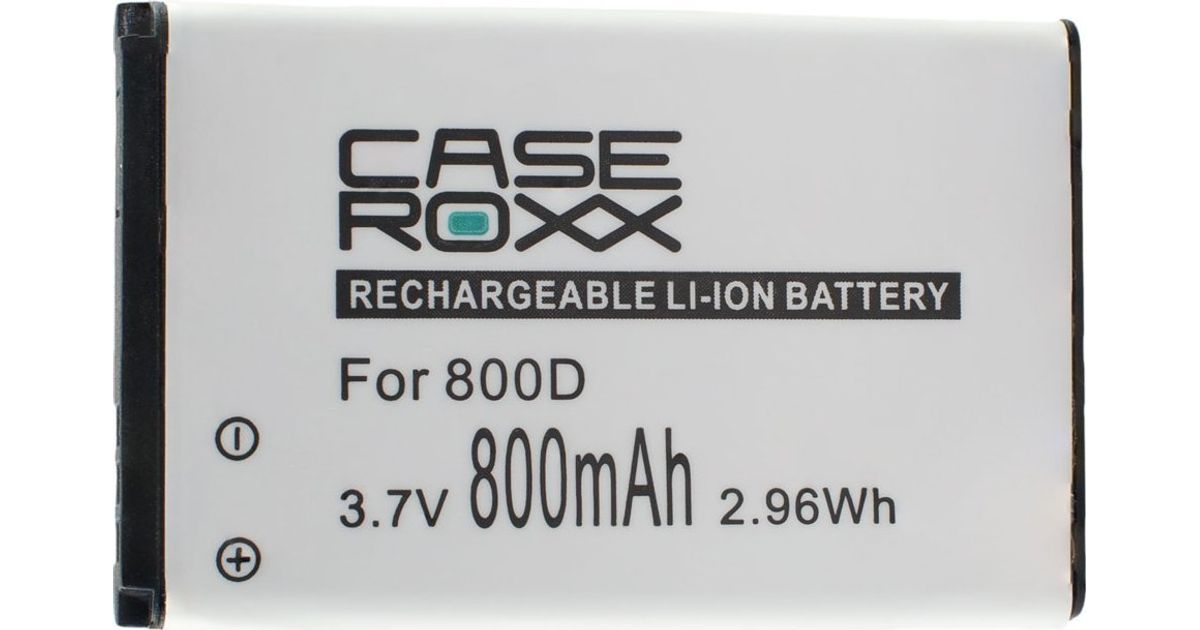 CASE
ROXX
RECHARGEABLE LI-ION BATTERY
For 800D
3.7V 800mAh 2.96Wh